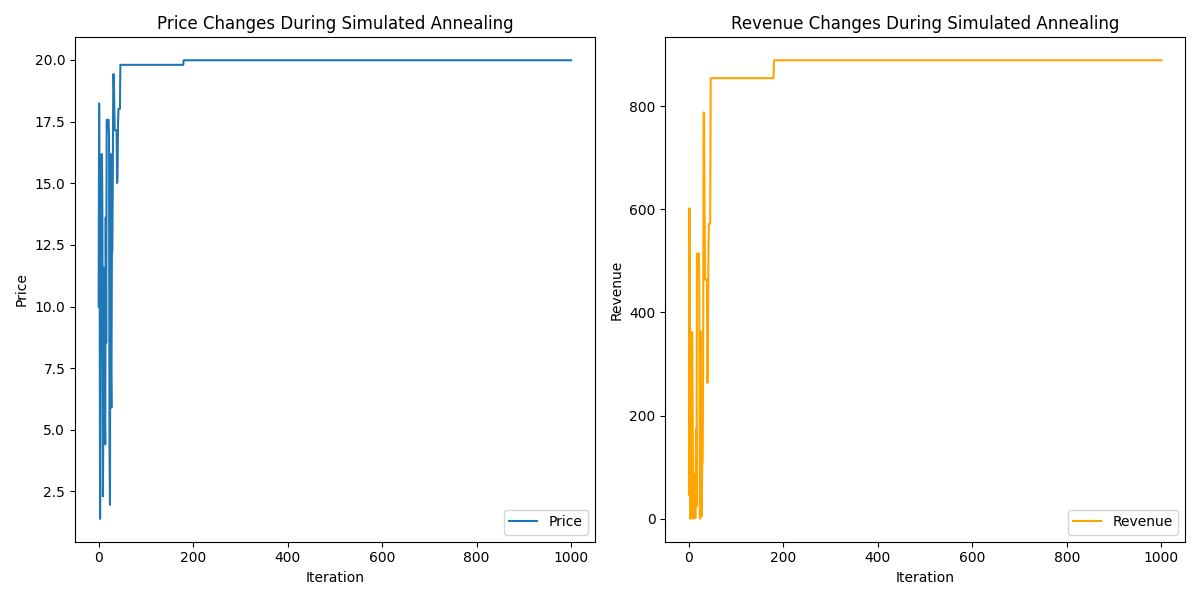 Price Changes During Simulated Annealing
20.0
17.5
15.0
12.5
10.0
7.5
5.0
2.5
Price
0 200 400 600 800 1000
Iteration
Price
Revenue Changes During Simulated Annealing
800
600
400
200
0
Revenue
0 200 400 600 800 1000
Iteration
Revenue